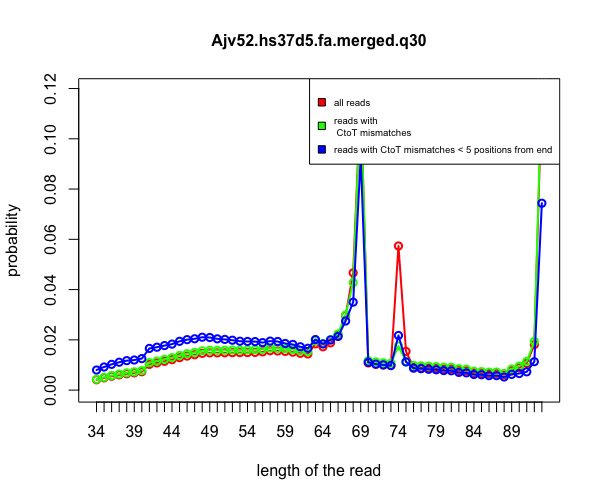 Ajv52.hs37d5.fa.merged.q30
all reads
reads with
CtoT mismatches
reads with CtoT mismatches < 5 positions from end
probability
0.12
0.10
0.08
0.06
0.04
0.02
0.00
34 39 44 49 54 59 64 69 74 79 84 89
length of the read